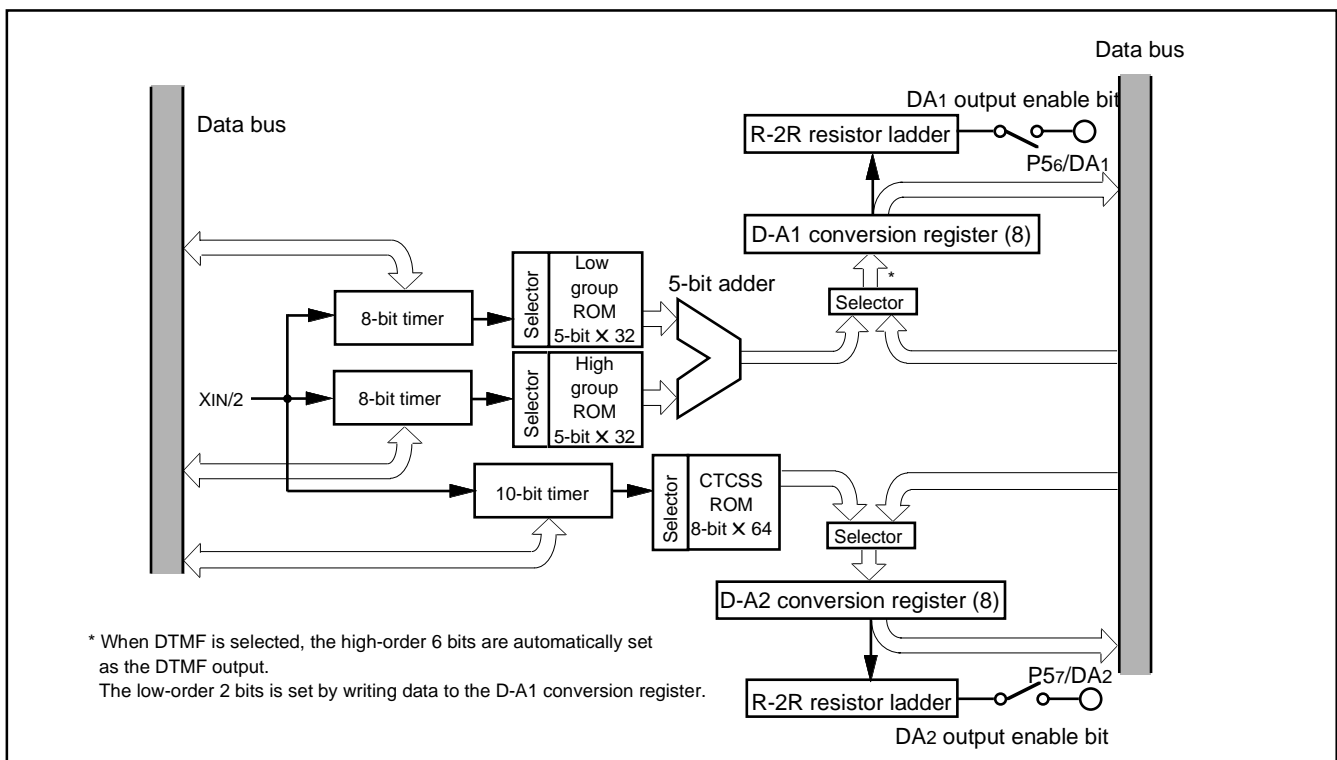 Data bus
Data bus
DA1 output enable bit
R-2R resistor ladder
P56/DA1
D-A1 conversion register (8)
*
Selector
5-bit adder
8-bit timer
Selector
Low
group
ROM
5-bit X 32
XIN/2
8-bit timer
Selector
High
group
ROM
5-bit X 32
10-bit timer
Selector
CTCSS
ROM
8-bit X 64
Selector
D-A2 conversion register (8)
* When DTMF is selected, the high-order 6 bits are automatically set
as the DTMF output.
The low-order 2 bits is set by writing data to the D-A1 conversion register.
R-2R resistor ladder
P57/DA2
DA2 output enable bit